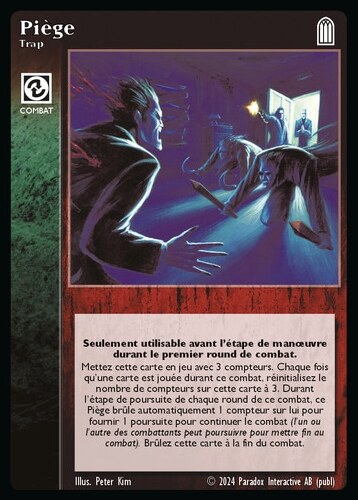 Piège
Trap
COMBAT
Seulement utilisable avant l'étape de manœuvre
durant le premier round de combat.
Mettez cette carte en jeu avec 3 compteurs. Chaque fois
qu'une carte est jouée durant ce combat, réinitialisez le
nombre de compteurs sur cette carte à 3. Durant
l'étape de poursuite de chaque round de ce combat, ce
Piège brûle automatiquement 1 compteur sur lui pour
fournir 1 poursuite pour continuer le combat (l'un ou
l'autre des combattants peut poursuivre pour mettre fin au
combat). Brûlez cette carte à la fin du combat.
Illus. Peter Kim
© 2024 Paradox Interactive AB (publ)